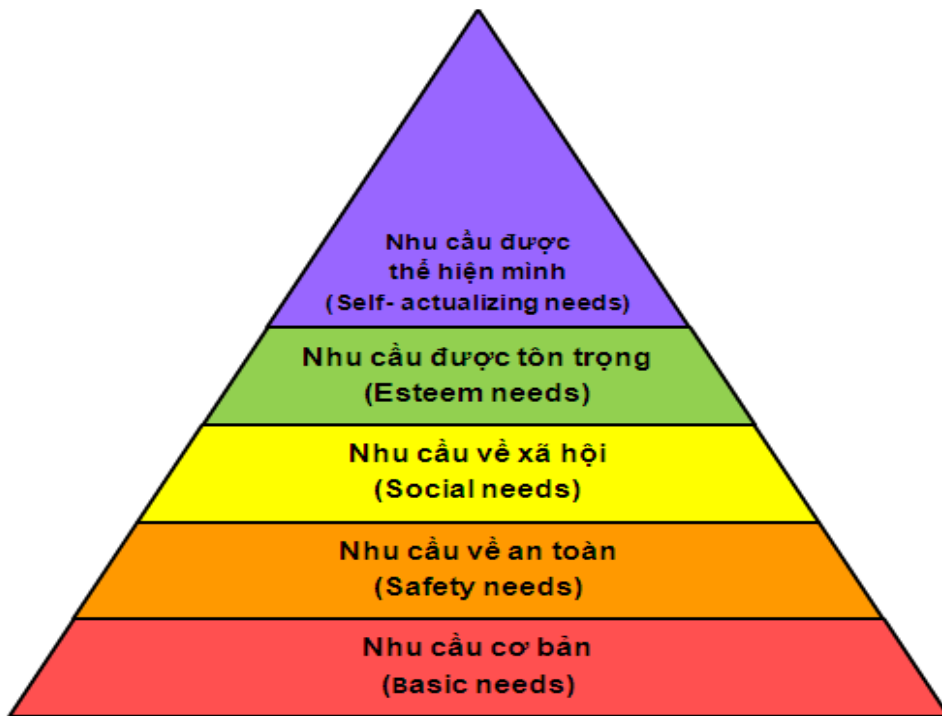 Nhu cầu được
thể hiện mình
(Self- actualizing needs)
Nhu cầu được tôn trọng
(Esteem needs)
Nhu cầu về xã hội
(Social needs)
Nhu cầu về an toàn
(Safety needs)
Nhu cầu cơ bản
(Basic needs)